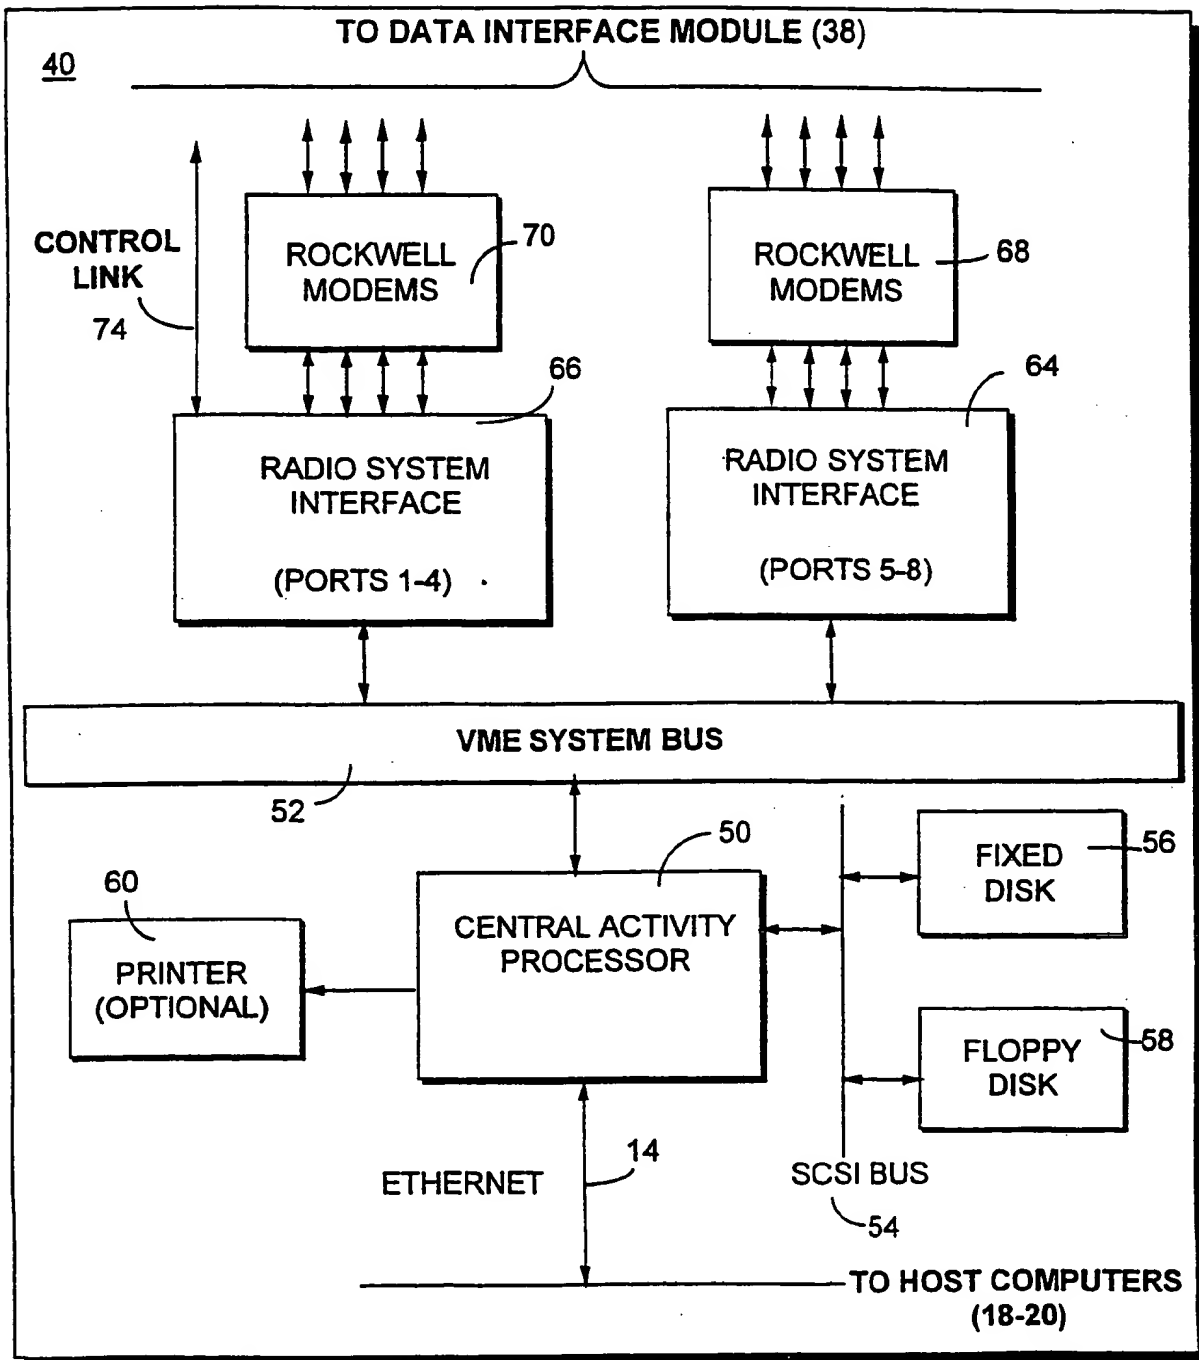 TO DATA INTERFACE MODULE (38)
40
CONTROL
LINK
74
ROCKWELL
MODEMS
70
ROCKWELL
MODEMS
68
66
64
RADIO SYSTEM
INTERFACE
(PORTS 1-4)
RADIO SYSTEM
INTERFACE
(PORTS 5-8)
VME SYSTEM BUS
52
50
60
PRINTER
(OPTIONAL)
CENTRAL ACTIVITY
PROCESSOR
FIXED
DISK
56
FLOPPY
DISK
58
ETHERNET
14
SCSI BUS
54
TO HOST COMPUTERS
(18-20)